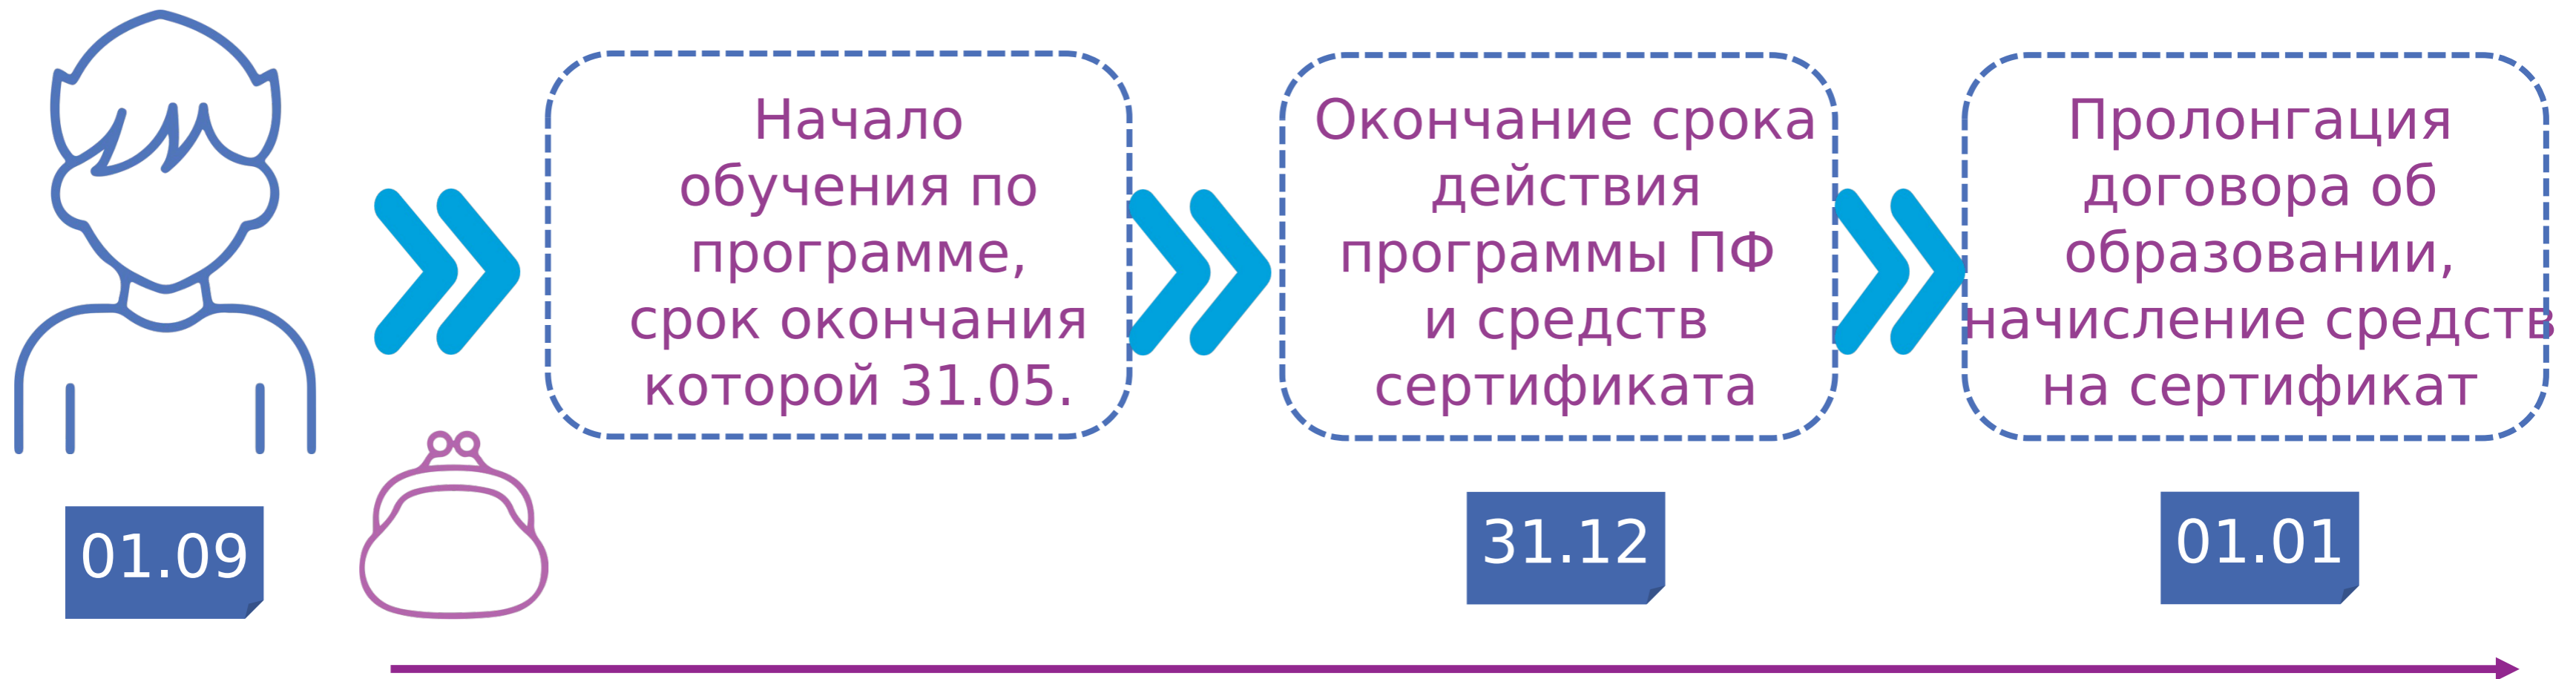 Начало
обучения по
программе,
срок окончания
которой 31.05.
Окончание срока
действия
программы ПФ
и средств
сертификата
Пролонгация
договора об
образовании,
начисление средств
на сертификат
01.09
31.12
01.01